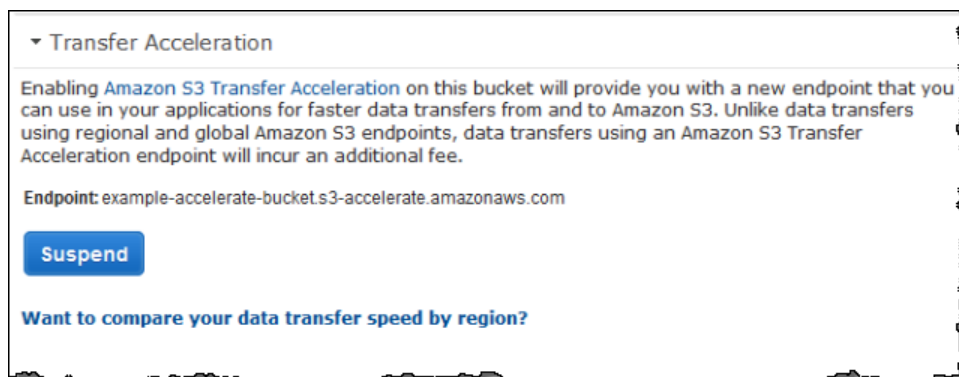 Transfer Acceleration
Enabling Amazon S3 Transfer Acceleration on this bucket will provide you with a new endpoint that you
can use in your applications for faster data transfers from and to Amazon S3. Unlike data transfers
using regional and global Amazon S3 endpoints, data transfers using an Amazon S3 Transfer
Acceleration endpoint will incur an additional fee.
Endpoint: example-accelerate-bucket.s3-accelerate.amazonaws.com
Suspend
Want to compare your data transfer speed by region?